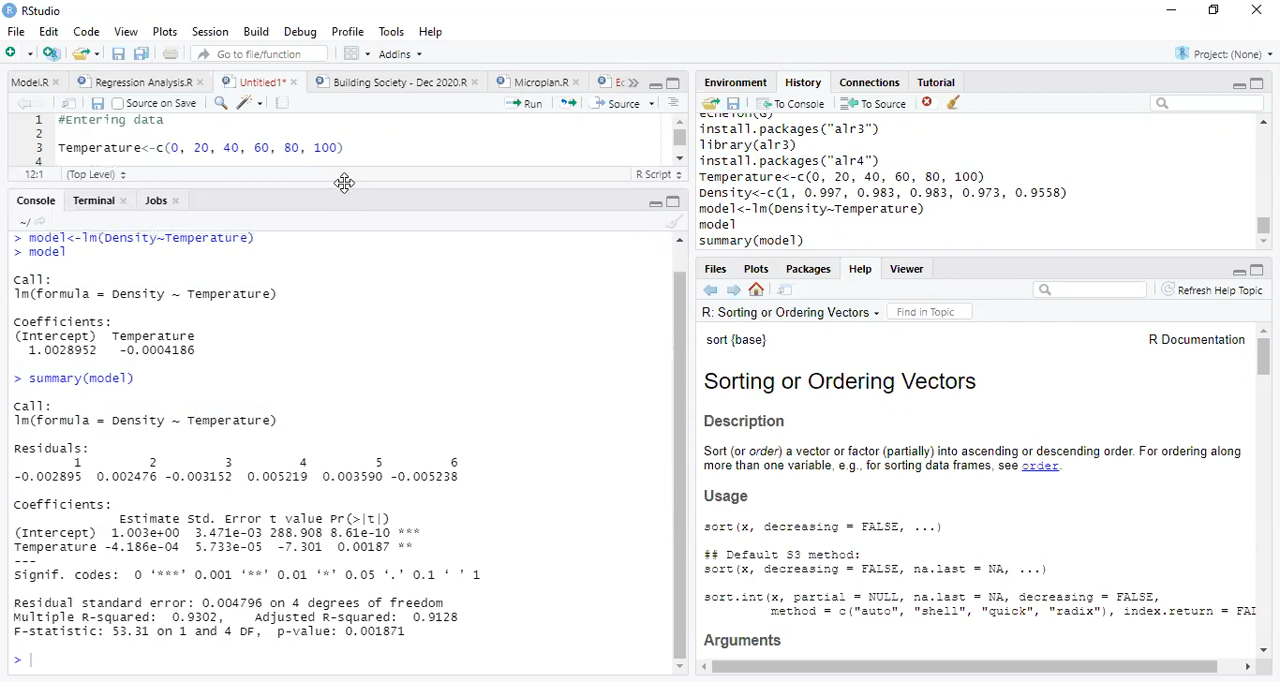 RStudio
File Edit Code View Plots Session Build Debug Profile Tools Help
Go to file/function Addins Project: (None)
Model.R Regression Analysis.R Untitled1* Building Society - Dec 2020.R Microplan.R Ec
Source on Save Run Source
1 #Entering data
2
3 Temperature<-c(0, 20, 40, 60, 80, 100)
4
12:1 (Top Level) R Script
Console Terminal Jobs
~/
> model<-lm(Density~Temperature)
> model
Call:
lm(formula = Density ~ Temperature)
Coefficients:
(Intercept) Temperature
1.0028952 -0.0004186
> summary(model)
Call:
lm(formula = Density ~ Temperature)
Residuals:
1 2 3 4 5 6
-0.002895 0.002476 -0.003152 0.005219 0.003590 -0.005238
Coefficients:
Estimate Std. Error t value Pr(>|t|)
(Intercept) 1.003e+00 3.471e-03 288.908 8.61e-10 ***
Temperature -4.186e-04 5.733e-05 -7.301 0.00187 **
---
Signif. codes: 0 ‘***’ 0.001 ‘**’ 0.01 ‘*’ 0.05 ‘.’ 0.1 ‘ ’ 1
Residual standard error: 0.004796 on 4 degrees of freedom
Multiple R-squared: 0.9302, Adjusted R-squared: 0.9128
F-statistic: 53.31 on 1 and 4 DF, p-value: 0.001871
>
Environment History Connections Tutorial
To Console To Source
echelon(G)
install.packages("alr3")
library(alr3)
install.packages("alr4")
Temperature<-c(0, 20, 40, 60, 80, 100)
Density<-c(1, 0.997, 0.983, 0.983, 0.973, 0.9558)
model<-lm(Density~Temperature)
model
summary(model)
Files Plots Packages Help Viewer
Refresh Help Topic
R: Sorting or Ordering Vectors Find in Topic
sort {base} R Documentation
Sorting or Ordering Vectors
Description
Sort (or order) a vector or factor (partially) into ascending or descending order. For ordering along
more than one variable, e.g., for sorting data frames, see order.
Usage
sort(x, decreasing = FALSE, ...)
## Default S3 method:
sort(x, decreasing = FALSE, na.last = NA, ...)
sort.int(x, partial = NULL, na.last = NA, decreasing = FALSE,
method = c("auto", "shell", "quick", "radix"), index.return = FAL
Arguments